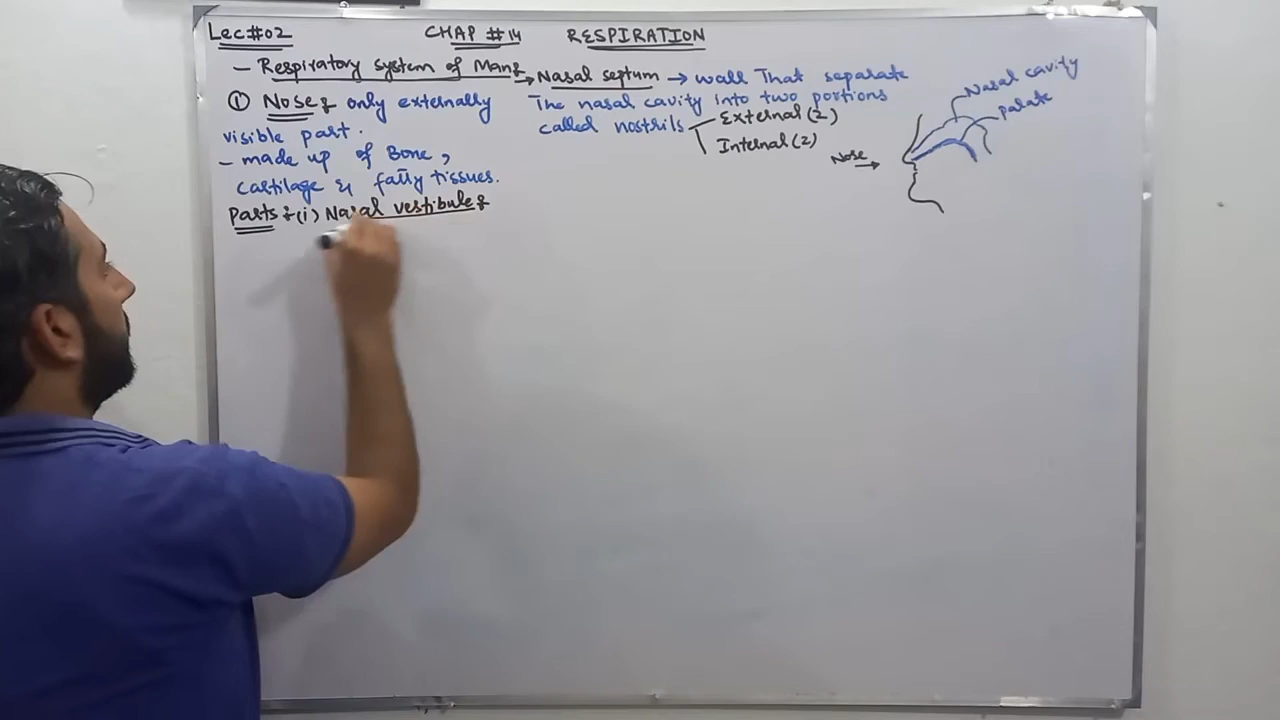 Lec#02 CHAP #14 RESPIRATION
- Respiratory system of Man:
① Nose: only externally
visible part.
- made up of Bone,
cartilage & fatty tissues.
Parts :- (i) Nasal vestibule:
→ Nasal septum → wall That separate
The nasal cavity into two portions
called nostrils External (2)
Internal (2)
Nose →
Nasal cavity
palate